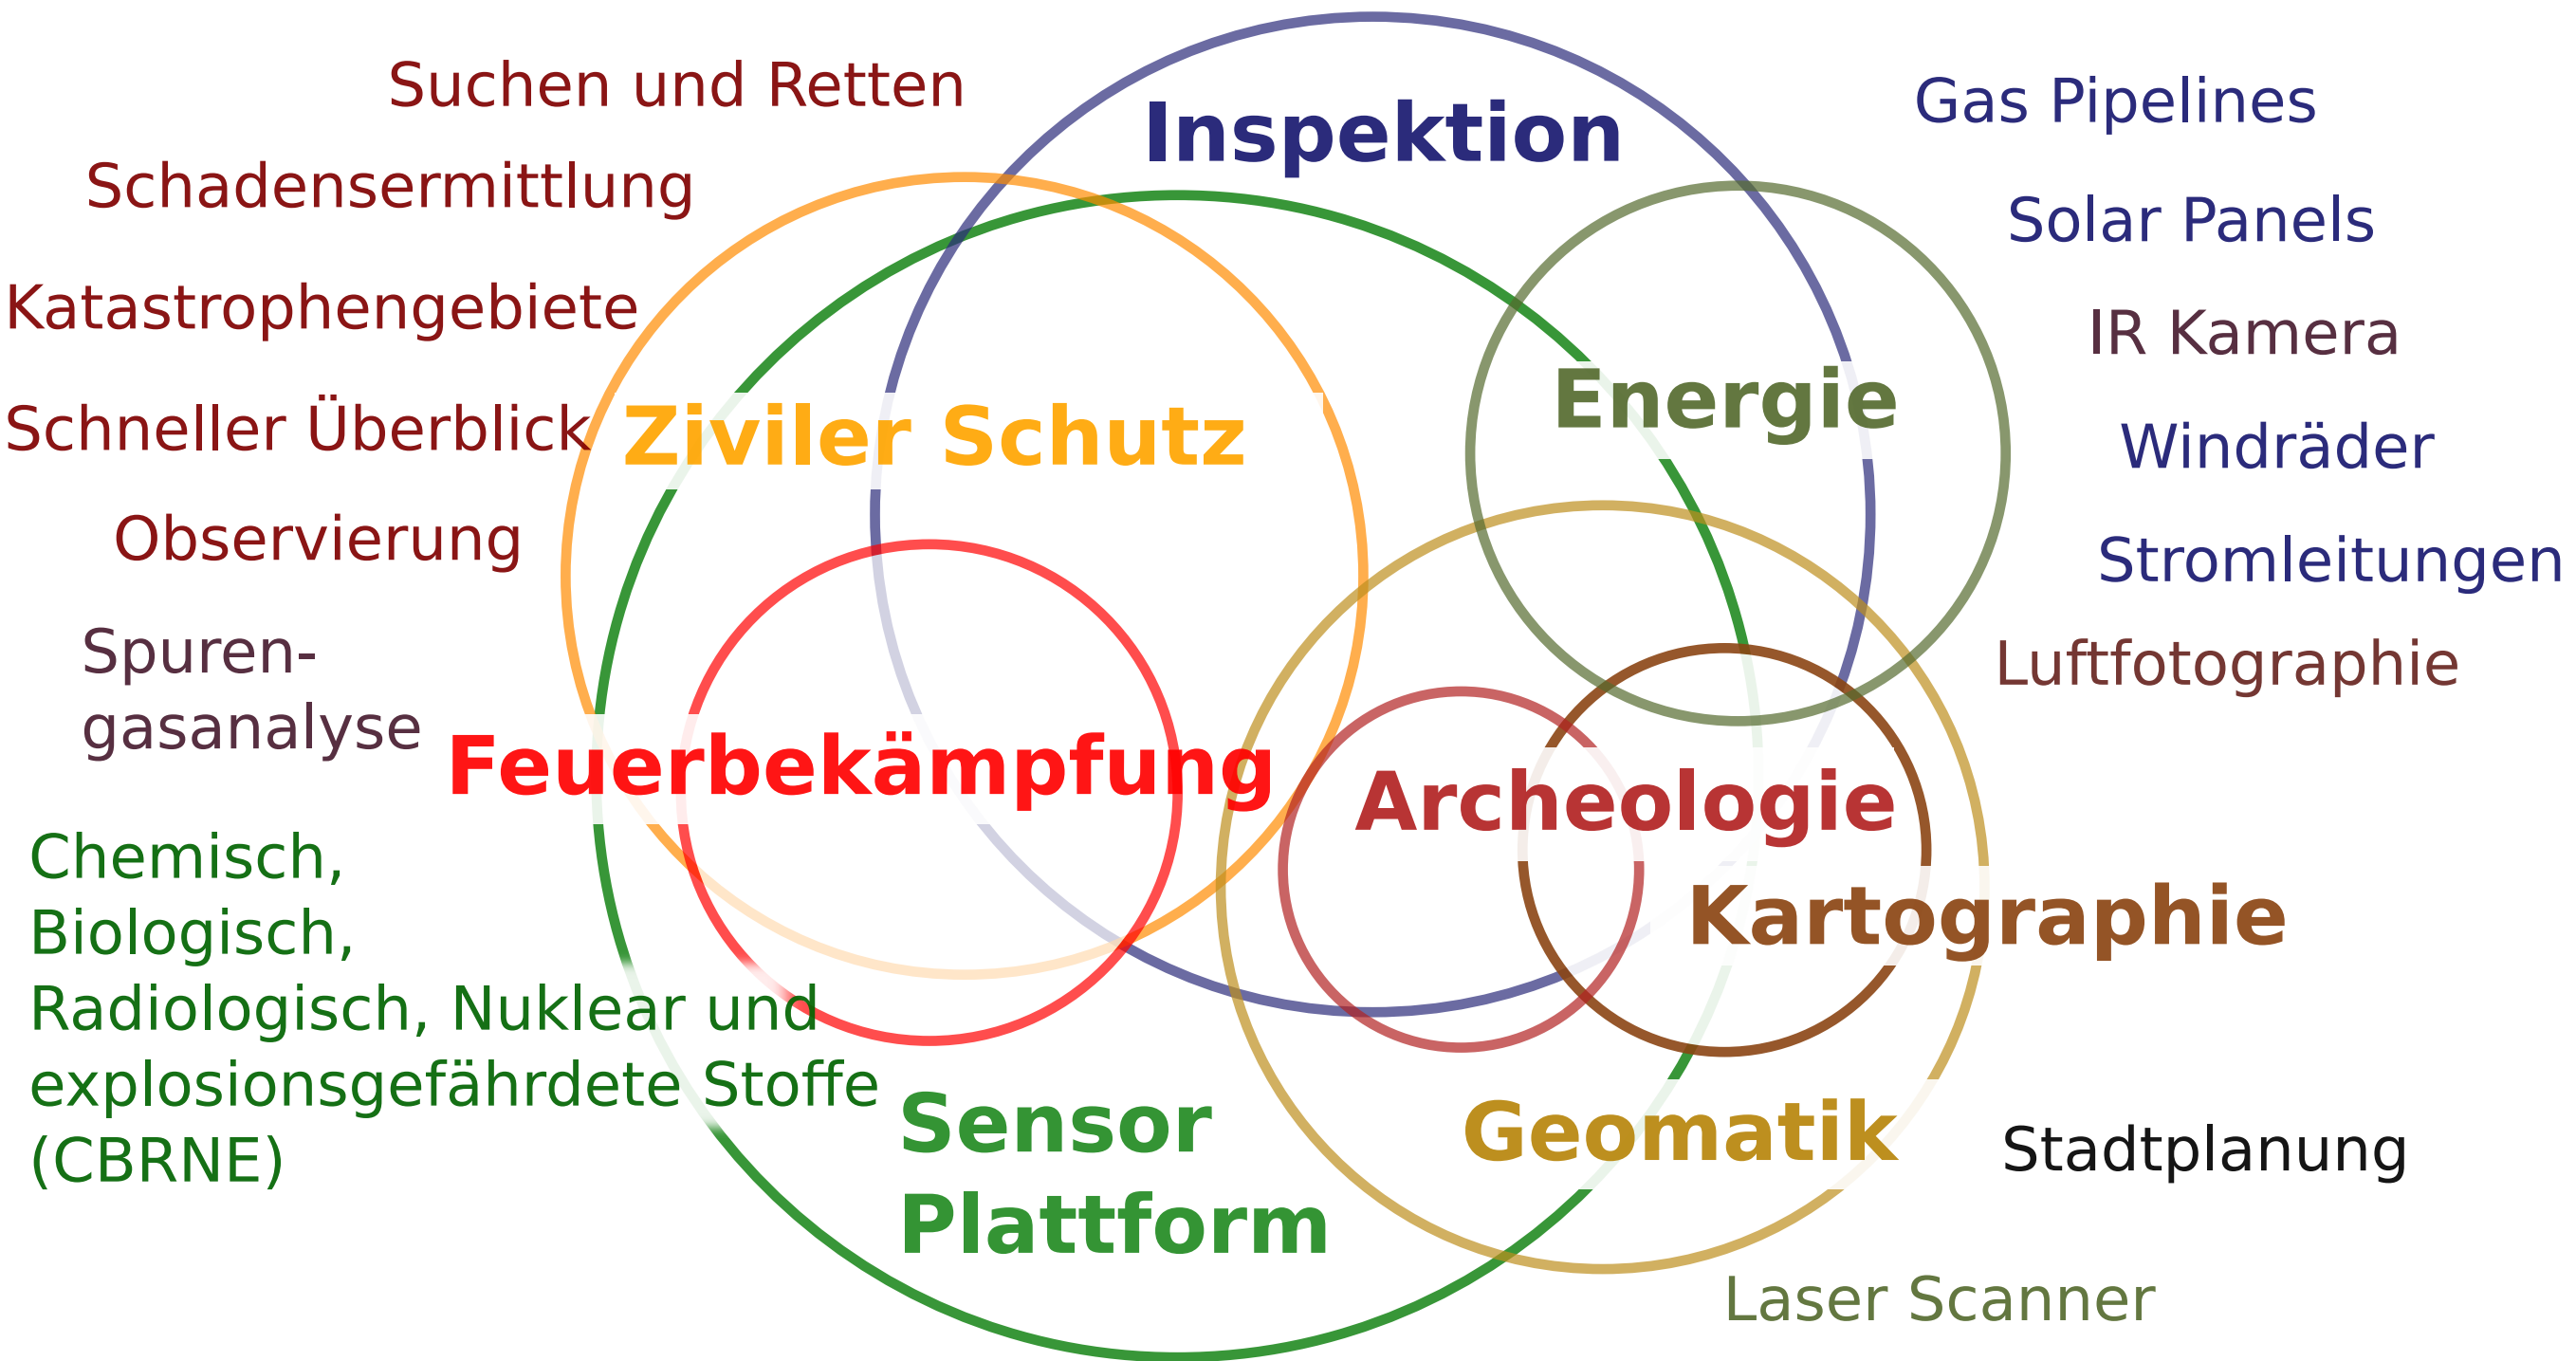 Suchen und Retten
Schadensermittlung
Katastrophengebiete
Schneller Überblick
Observierung
Spuren-
gasanalyse
Chemisch,
Biologisch,
Radiologisch, Nuklear und
explosionsgefährdete Stoffe
(CBRNE)
Inspektion
Ziviler Schutz
Energie
Feuerbekämpfung
Archeologie
Kartographie
Sensor
Plattform
Geomatik
Gas Pipelines
Solar Panels
IR Kamera
Windräder
Stromleitungen
Luftfotographie
Stadtplanung
Laser Scanner